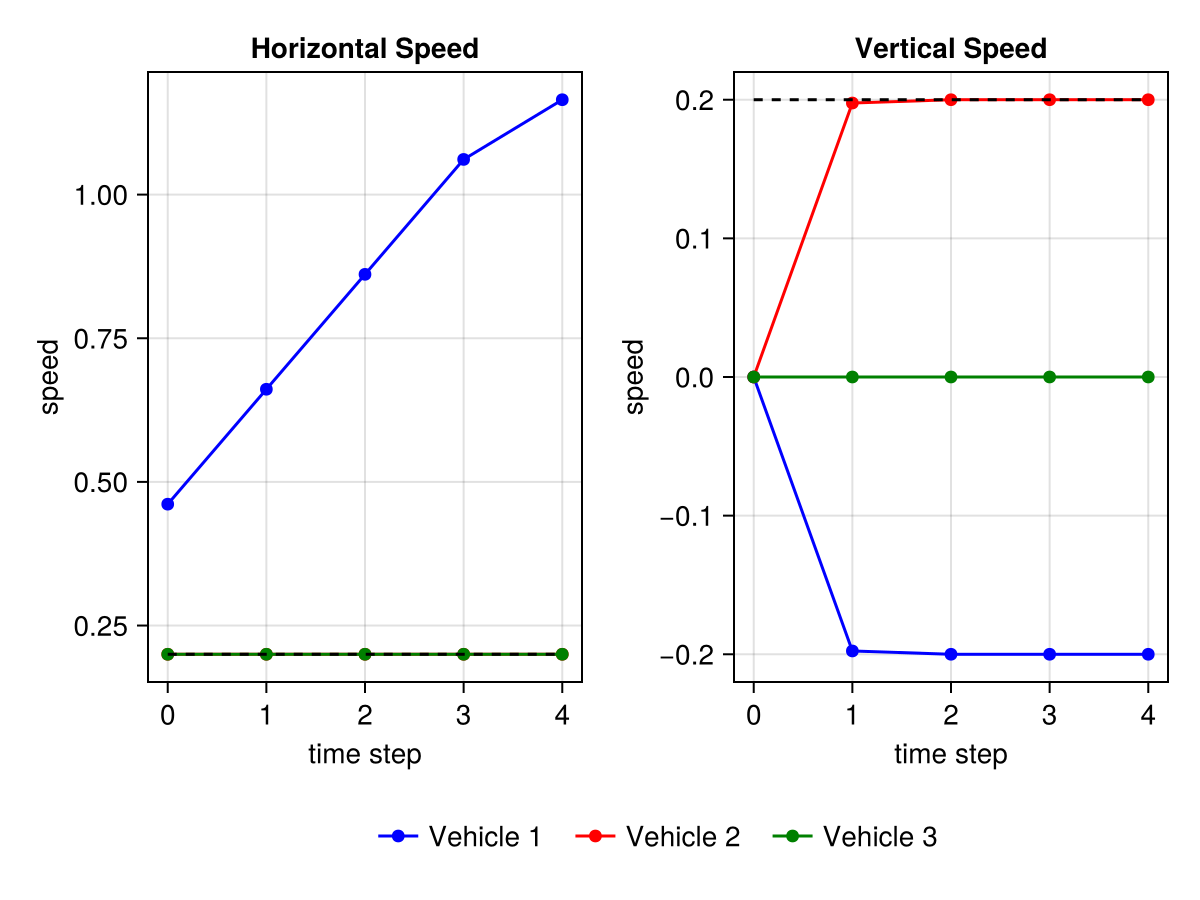 Horizontal Speed
speed
1.00
0.75
0.50
0.25
0 1 2 3 4
time step
Vertical Speed
speed
0.2
0.1
0.0
−0.1
−0.2
0 1 2 3 4
time step
Vehicle 1 Vehicle 2 Vehicle 3